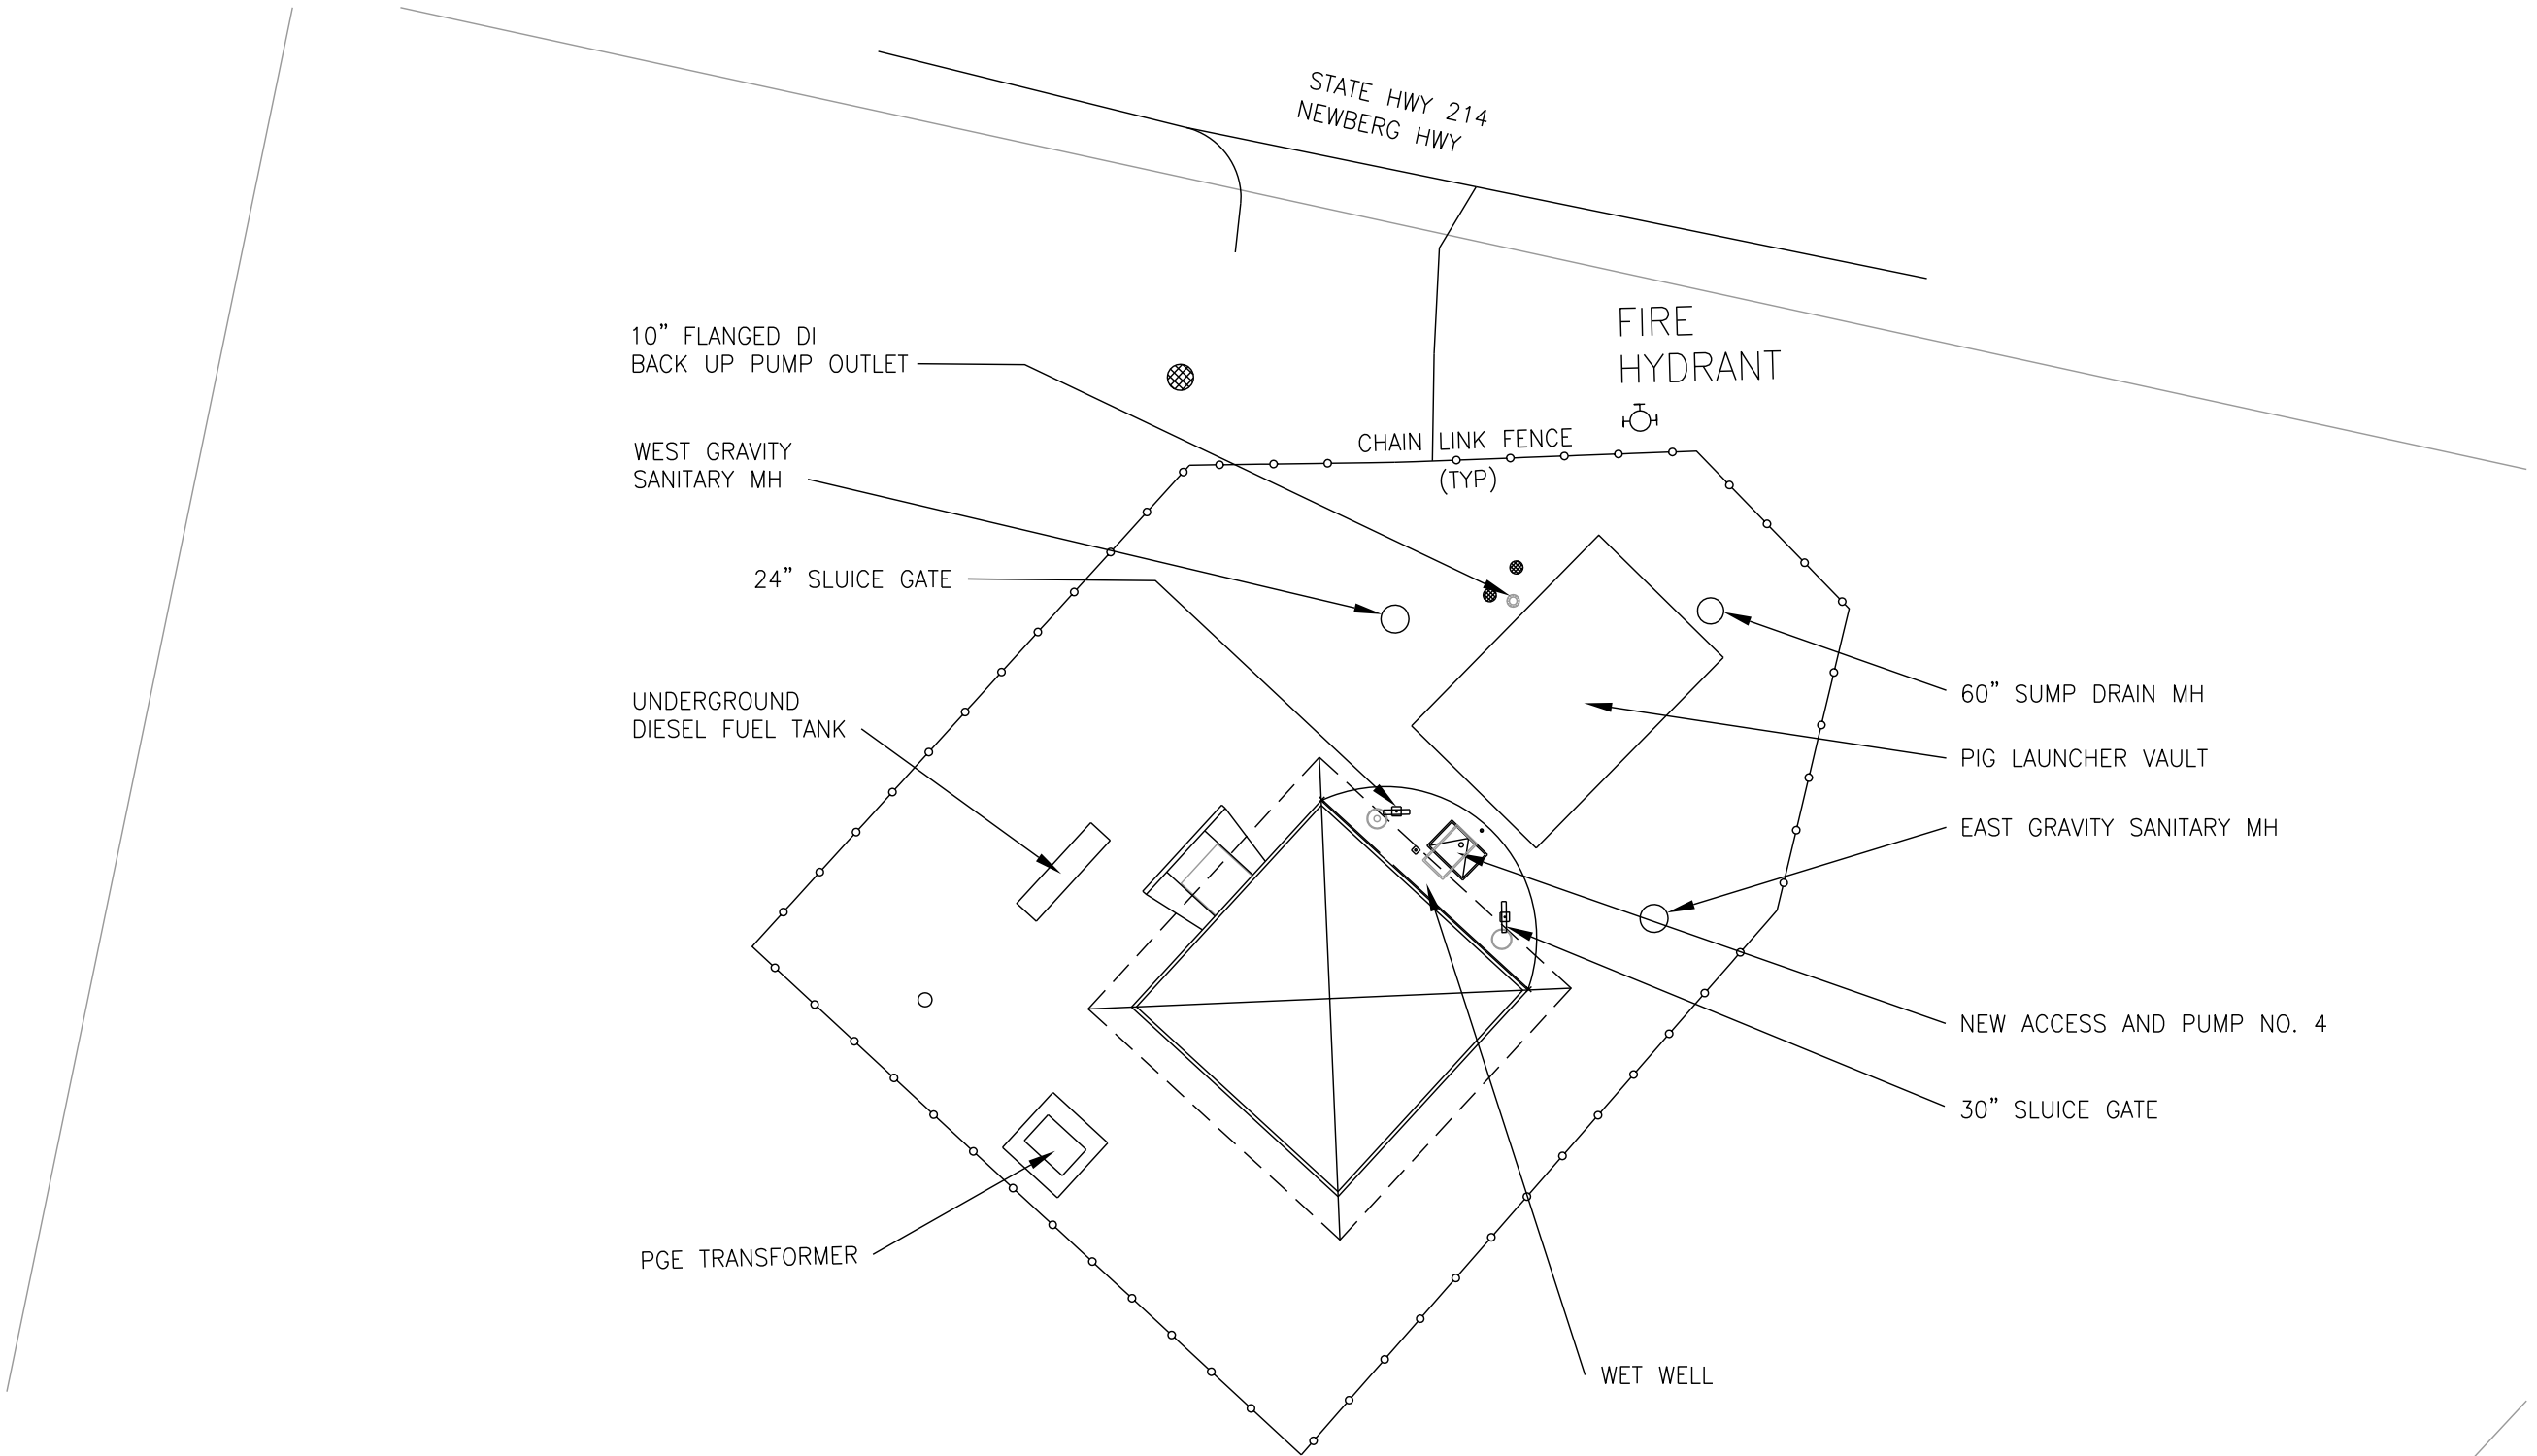 STATE HWY 214
NEWBERG HWY
10” FLANGED DI
BACK UP PUMP OUTLET
FIRE
HYDRANT
WEST GRAVITY
SANITARY MH
CHAIN LINK FENCE
(TYP)
24” SLUICE GATE
UNDERGROUND
DIESEL FUEL TANK
60” SUMP DRAIN MH
PIG LAUNCHER VAULT
EAST GRAVITY SANITARY MH
NEW ACCESS AND PUMP NO. 4
30” SLUICE GATE
PGE TRANSFORMER
WET WELL